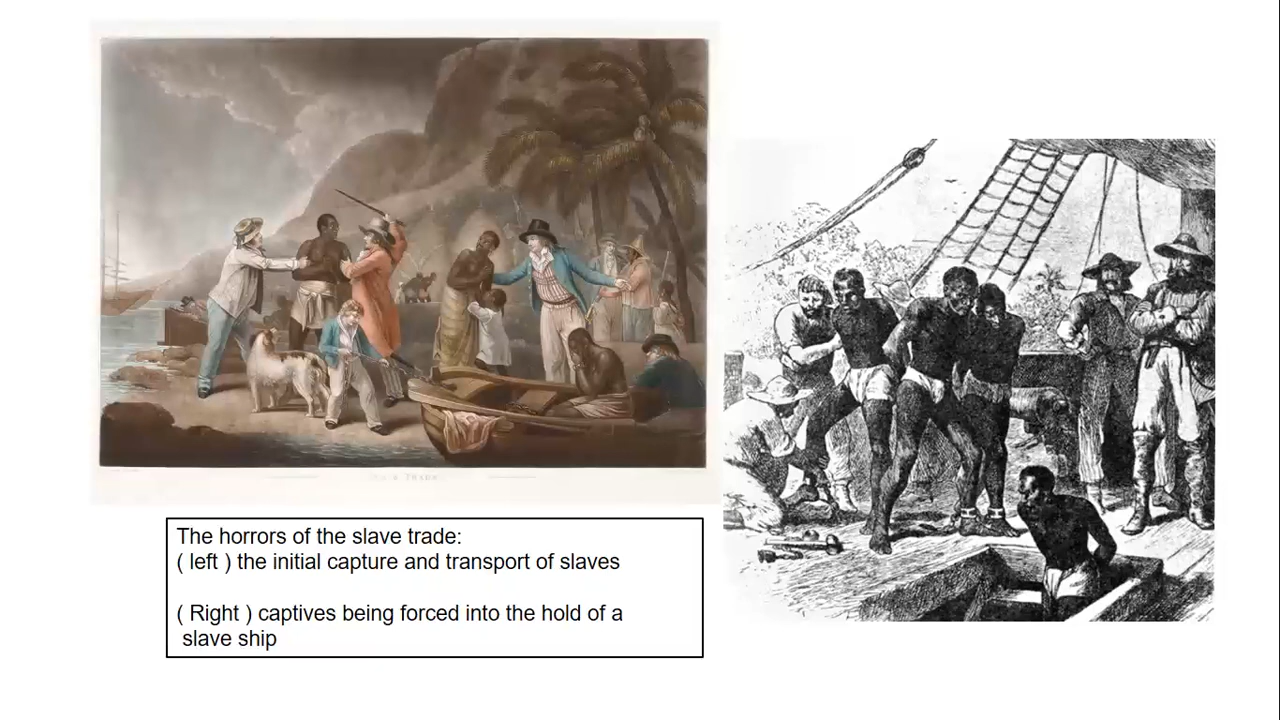 The horrors of the slave trade:
( left ) the initial capture and transport of slaves
( Right ) captives being forced into the hold of a
slave ship